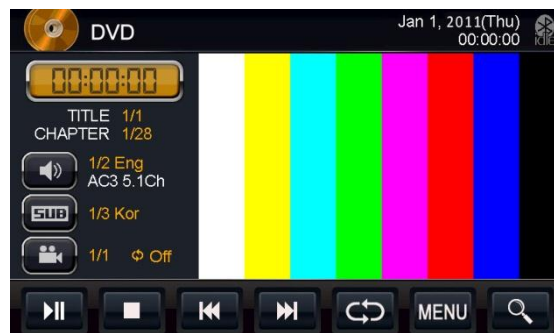 DVD
Jan 1, 2011(Thu)
00:00:00
Idle
00:00:00
TITLE 1/1
CHAPTER 1/28
1/2 Eng
AC3 5.1Ch
SUB
1/3 Kor
1/1 Off
MENU